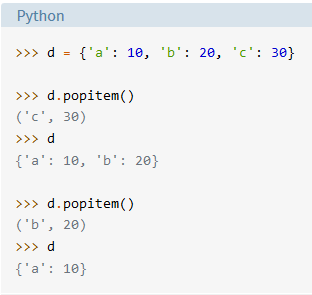 Python
>>> d = {'a': 10, 'b': 20, 'c': 30}
>>> d.popitem()
('c', 30)
>>> d
{'a': 10, 'b': 20}
>>> d.popitem()
('b', 20)
>>> d
{'a': 10}